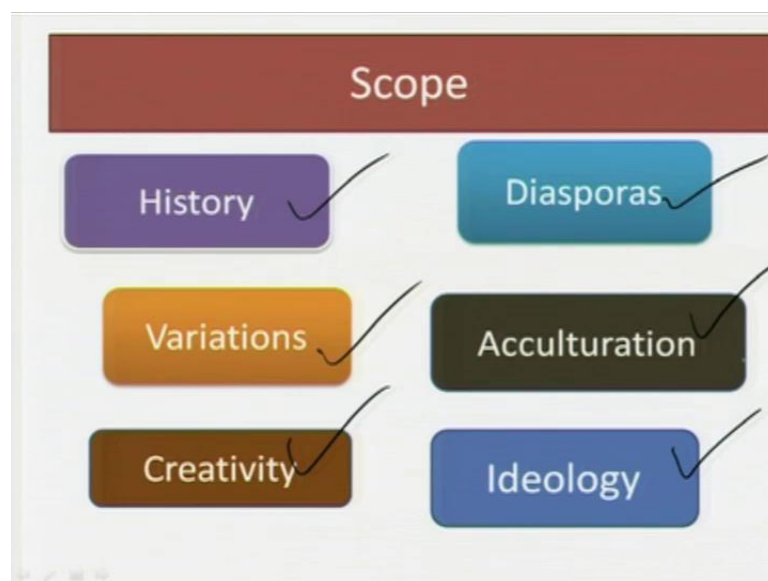 Scope
History
Diasporas
Variations
Acculturation
Creativity
Ideology